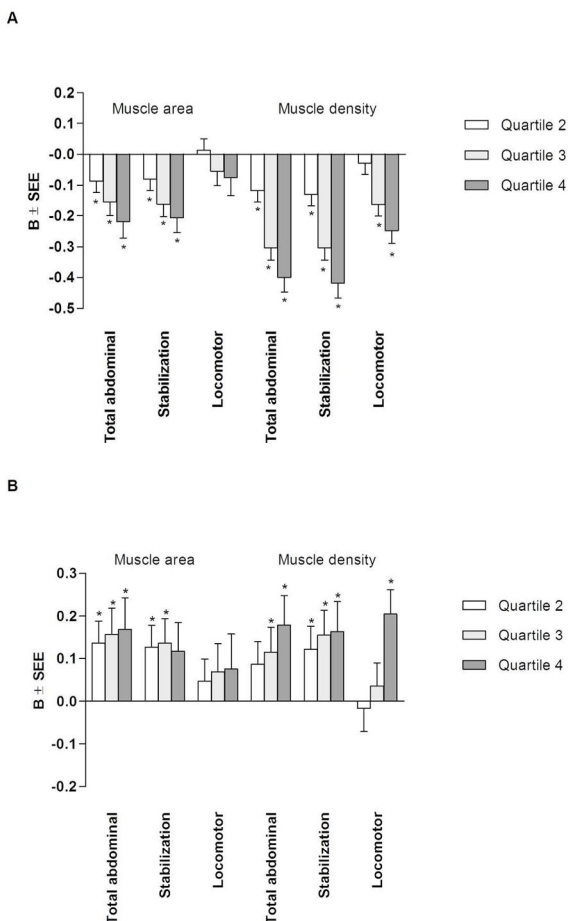 A
Muscle area Muscle density
0.2
0.1
-0.0
-0.1
-0.2
-0.3
-0.4
-0.5
B ± SEE
* * * * * * * * * * * * * *
Total abdominal
Stabilization
Locomotor
Total abdominal
Stabilization
Locomotor
Quartile 2
Quartile 3
Quartile 4
B
Muscle area Muscle density
0.3
0.2
0.1
0.0
-0.1
-0.2
B ± SEE
* * * * * * * * * * *
Total abdominal
Stabilization
Locomotor
Total abdominal
Stabilization
Locomotor
Quartile 2
Quartile 3
Quartile 4